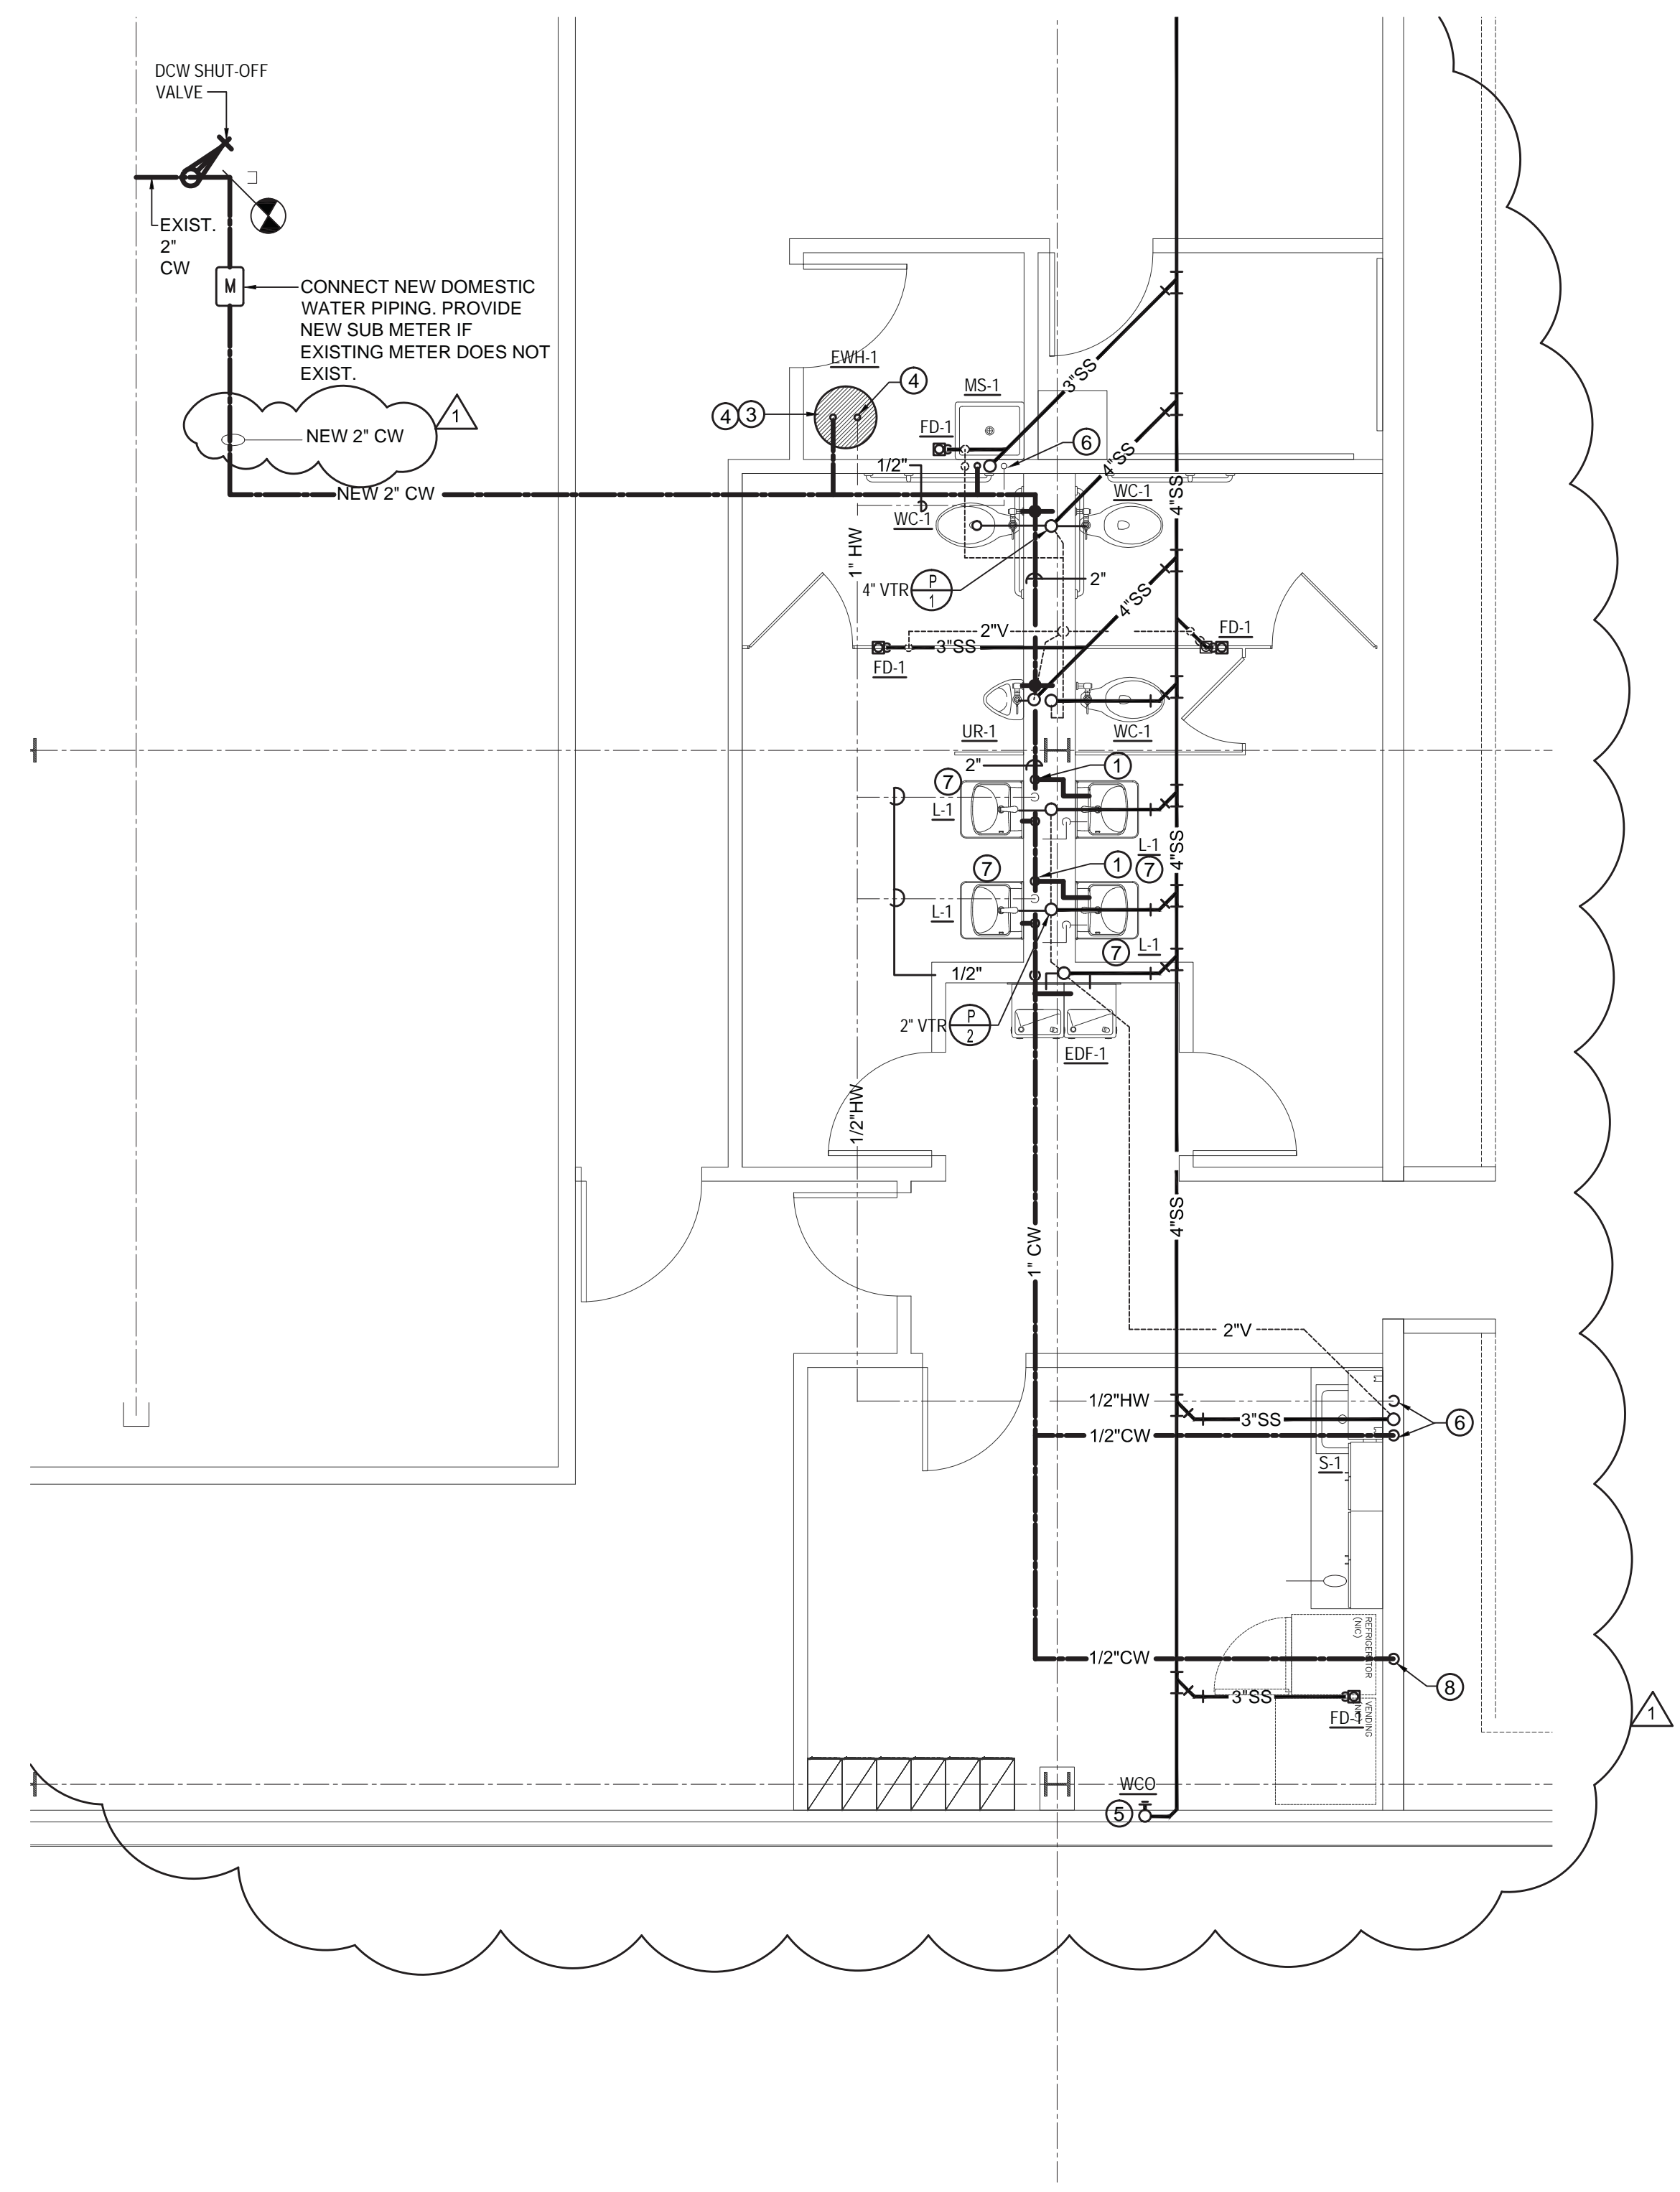 DCW SHUT-OFF
VALVE
EXIST.
2"
CW
M
CONNECT NEW DOMESTIC
WATER PIPING. PROVIDE
NEW SUB METER IF
EXISTING METER DOES NOT
EXIST.
1
NEW 2" CW
NEW 2" CW
EWH-1
4
4
3
MS-1
3"SS
FD-1
6
1/2"
4"SS
4"SS
WC-1
WC-1
1" HW
2"
4" VTR
P
1
4"SS
2"V
FD-1
3"SS
FD-1
UR-1
WC-1
2"
1
7
L-1
L-1
4"SS
7
1
7
L-1
L-1
7
1/2"
2" VTR
P
2
EDF-1
1/2"HW
4"SS
1" CW
2"V
1/2"HW
3"SS
6
1/2"CW
S-1
REFRIGERATOR
(NIC)
1/2"CW
8
3"SS
FD-1
VENDING
(NIC)
1
WCO
5